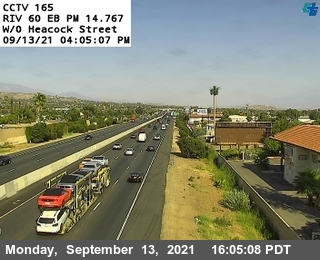 CCTV 165
RIV 60 EB PM 14.767
W/O Heacock Street
09/13/21 04:05:07 PM
Monday, September 13, 2021 16:05:08 PDT